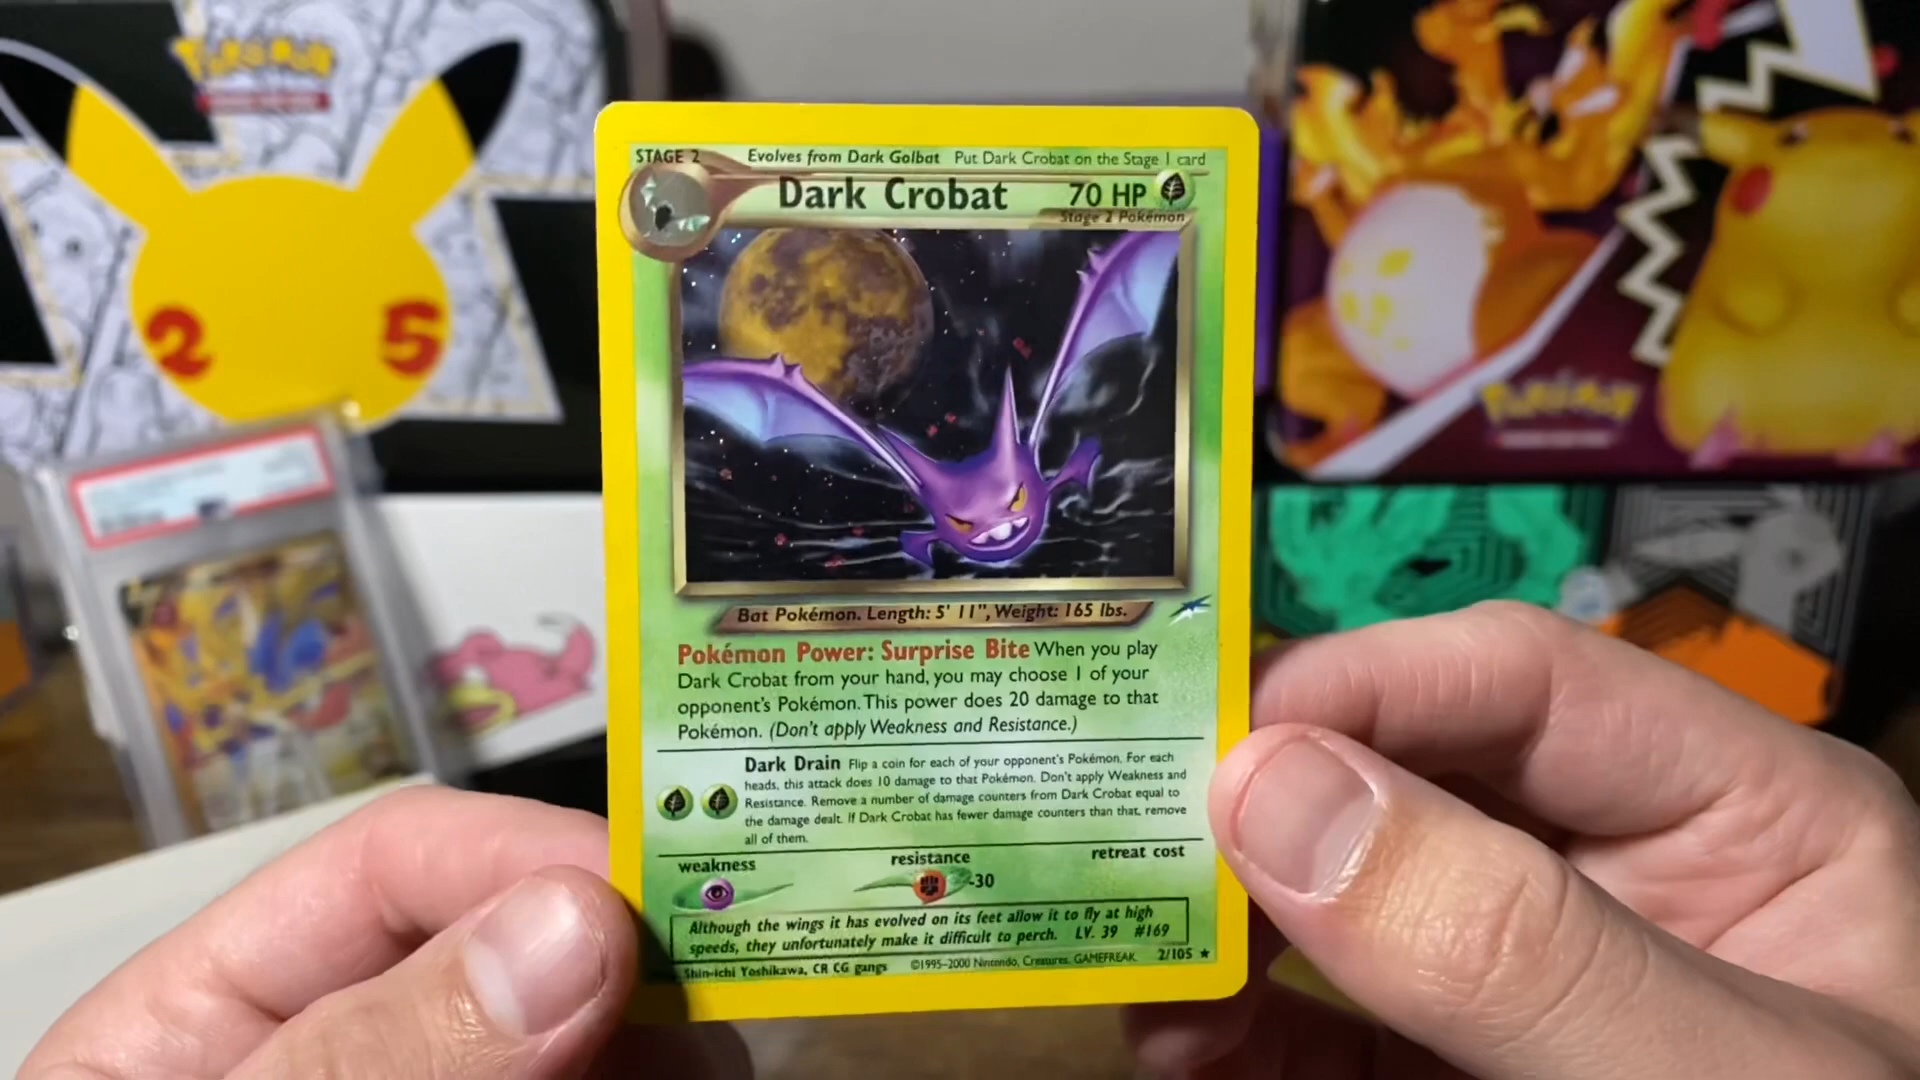 Pokémon
25
Pokémon
STAGE 2
Evolves from Dark Golbat Put Dark Crobat on the Stage 1 card
Dark Crobat 70 HP
Stage 2 Pokémon
Bat Pokémon. Length: 5' 11", Weight: 165 lbs.
Pokémon Power: Surprise Bite When you play
Dark Crobat from your hand, you may choose 1 of your
opponent's Pokémon. This power does 20 damage to that
Pokémon. (Don't apply Weakness and Resistance.)
Dark Drain Flip a coin for each of your opponent's Pokémon. For each
heads, this attack does 10 damage to that Pokémon. Don't apply Weakness and
Resistance. Remove a number of damage counters from Dark Crobat equal to
the damage dealt. If Dark Crobat has fewer damage counters than that, remove
all of them.
weakness resistance retreat cost
-30
Although the wings it has evolved on its feet allow it to fly at high
speeds, they unfortunately make it difficult to perch. LV. 39 #169
Shin-ichi Yoshikawa, CR CG gangs ©1995-2000 Nintendo, Creatures, GAMEFREAK. 2/105 ★